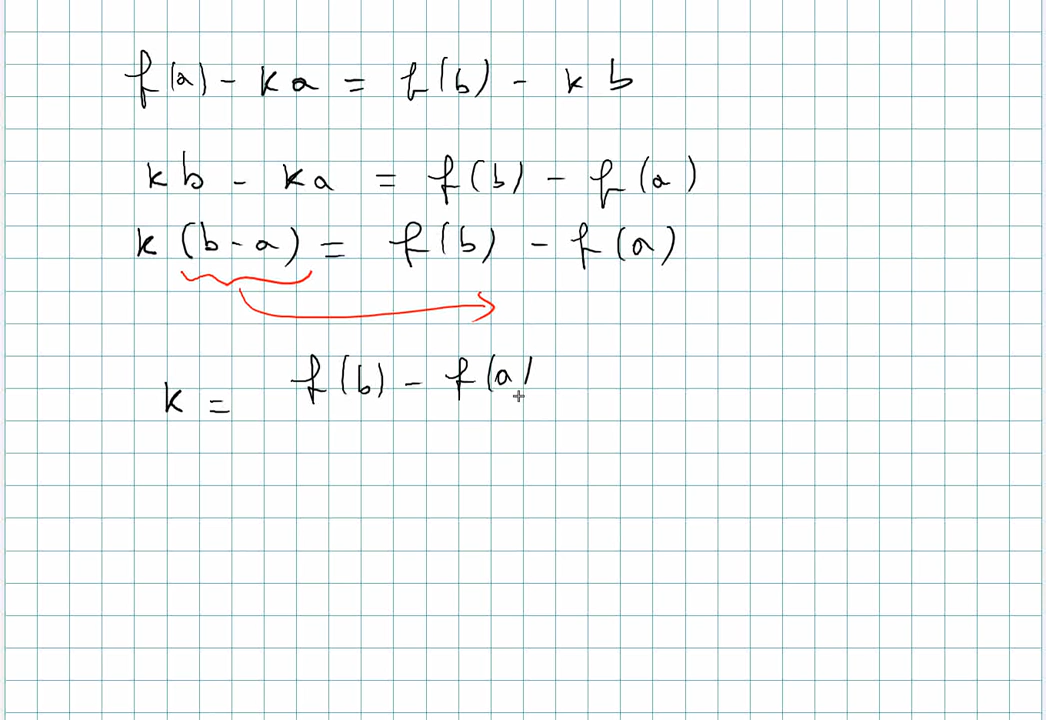 f(a) - ka = f(b) - kb
kb - ka = f(b) - f(a)
k(b-a) = f(b) - f(a)
k = f(b) - f(a)